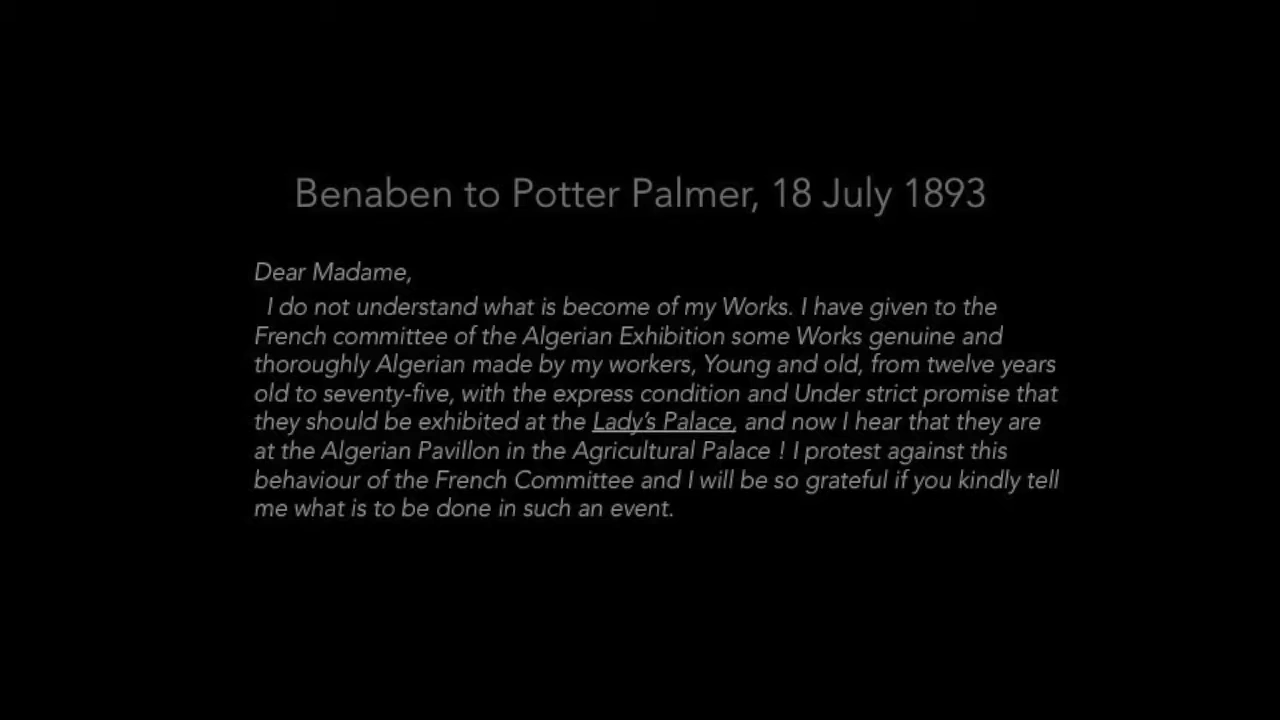 Benaben to Potter Palmer, 18 July 1893
Dear Madame,
I do not understand what is become of my Works. I have given to the
French committee of the Algerian Exhibition some Works genuine and
thoroughly Algerian made by my workers, Young and old, from twelve years
old to seventy-five, with the express condition and Under strict promise that
they should be exhibited at the Lady's Palace, and now I hear that they are
at the Algerian Pavillon in the Agricultural Palace ! I protest against this
behaviour of the French Committee and I will be so grateful if you kindly tell
me what is to be done in such an event.